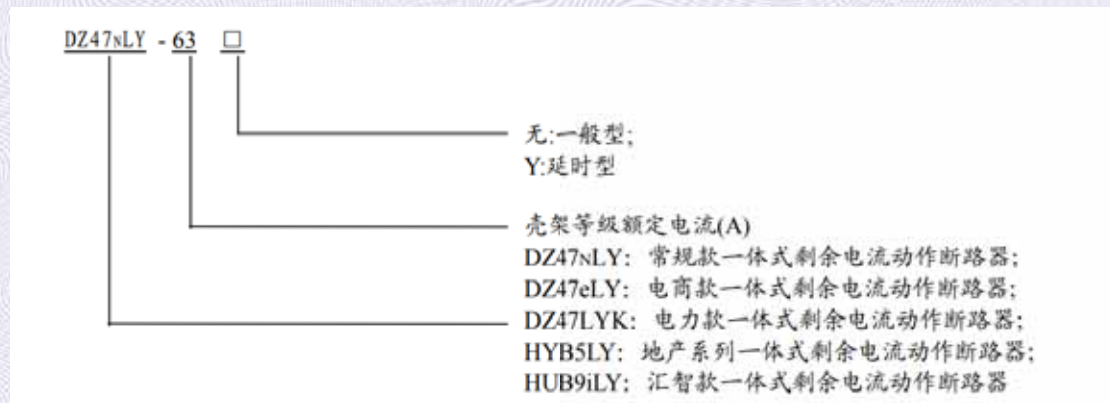 DZ47NLY - 63 □
无:一般型;
Y:延时型
壳架等级额定电流(A)
DZ47NLY: 常规款一体式剩余电流动作断路器;
DZ47eLY: 电商款一体式剩余电流动作断路器;
DZ47LYK: 电力款一体式剩余电流动作断路器;
HYB5LY: 地产系列一体式剩余电流动作断路器;
HUB9iLY: 汇智款一体式剩余电流动作断路器